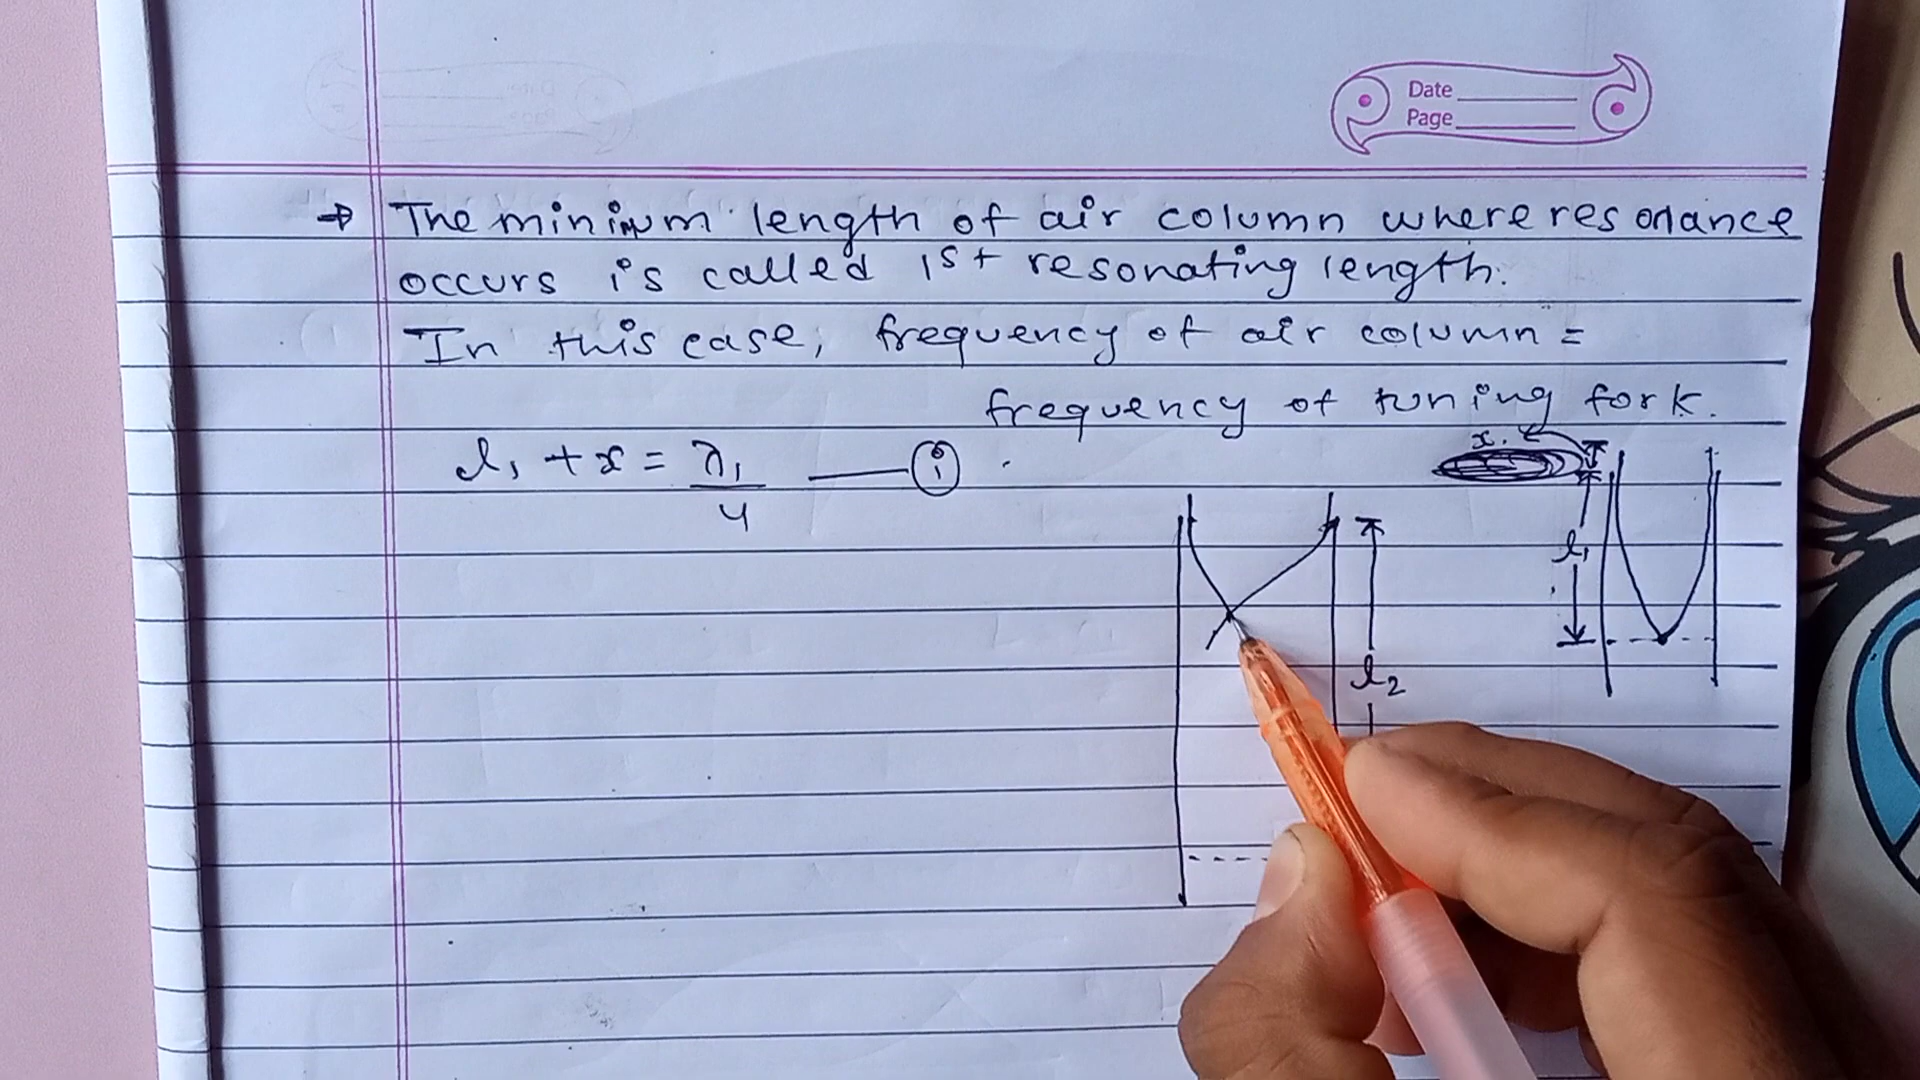 Date
Page
→ The minimum length of air column where resonance
occurs is called 1st resonating length.
In this case, frequency of air column =
frequency of tuning fork.
l₁ + x = λ₁/4 —— (i)
x.
l₁
l₂